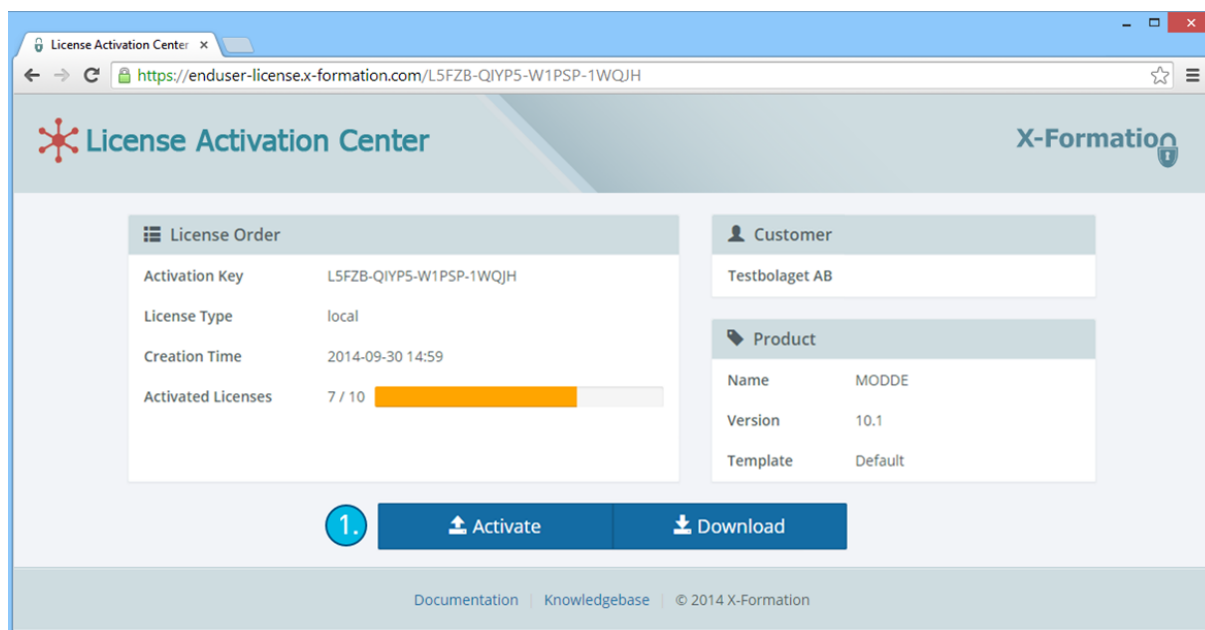 License Activation Center
https://enduser-license.x-formation.com/L5FZB-QIYP5-W1PSP-1WQJH
License Activation Center
X-Formation
License Order
Activation Key L5FZB-QIYP5-W1PSP-1WQJH
License Type local
Creation Time 2014-09-30 14:59
Activated Licenses 7 / 10
Customer
Testbolaget AB
Product
Name MODDE
Version 10.1
Template Default
1. Activate Download
Documentation | Knowledgebase | © 2014 X-Formation